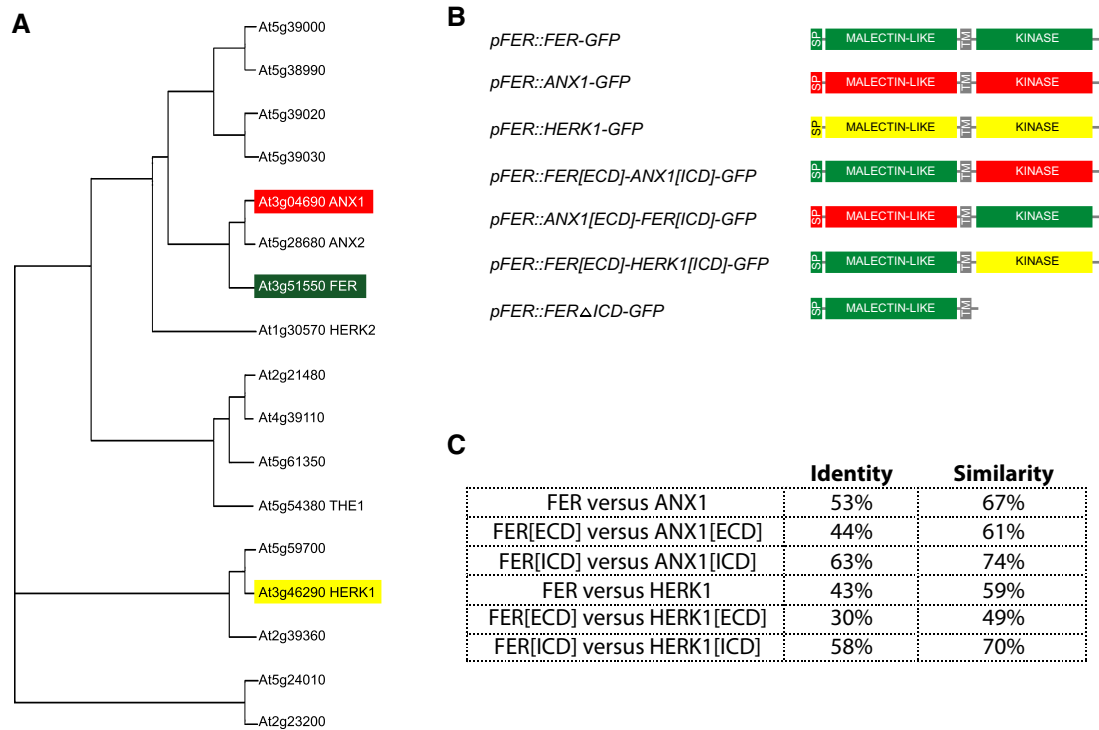 A
At5g39000
At5g38990
At5g39020
At5g39030
At3g04690 ANX1
At5g28680 ANX2
At3g51550 FER
At1g30570 HERK2
At2g21480
At4g39110
At5g61350
At5g54380 THE1
At5g59700
At3g46290 HERK1
At2g39360
At5g24010
At2g23200
B
pFER::FER-GFP SP MALECTIN-LIKE TM KINASE
pFER::ANX1-GFP SP MALECTIN-LIKE TM KINASE
pFER::HERK1-GFP SP MALECTIN-LIKE TM KINASE
pFER::FER[ECD]-ANX1[ICD]-GFP SP MALECTIN-LIKE TM KINASE
pFER::ANX1[ECD]-FER[ICD]-GFP SP MALECTIN-LIKE TM KINASE
pFER::FER[ECD]-HERK1[ICD]-GFP SP MALECTIN-LIKE TM KINASE
pFER::FER△ICD-GFP SP MALECTIN-LIKE TM
C
Identity Similarity
FER versus ANX1 53% 67%
FER[ECD] versus ANX1[ECD] 44% 61%
FER[ICD] versus ANX1[ICD] 63% 74%
FER versus HERK1 43% 59%
FER[ECD] versus HERK1[ECD] 30% 49%
FER[ICD] versus HERK1[ICD] 58% 70%